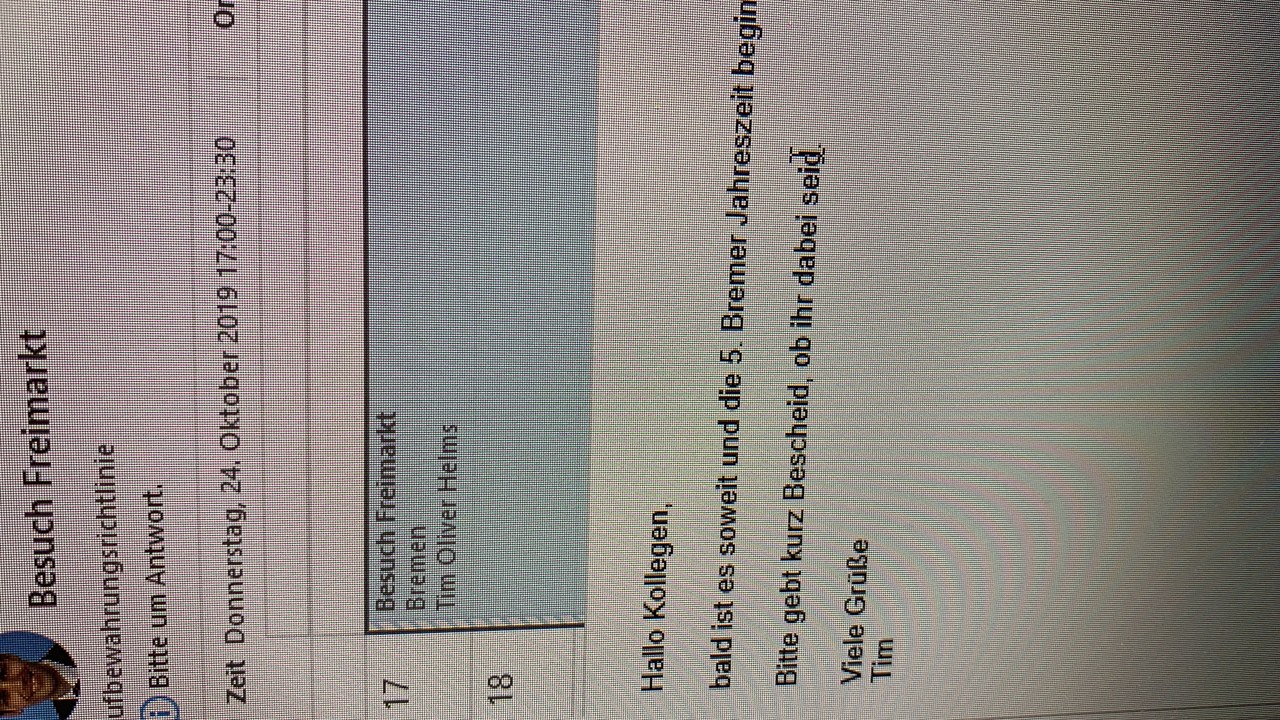 Besuch Freimarkt
ufbewahrungsrichtlinie
Bitte um Antwort.
Zeit Donnerstag, 24. Oktober 2019 17:00-23:30 Or
17
Besuch Freimarkt
Bremen
Tim Oliver Helms
18
Hallo Kollegen,
bald ist es soweit und die 5. Bremer Jahreszeit begin
Bitte gebt kurz Bescheid, ob ihr dabei seid.
Viele Grüße
Tim